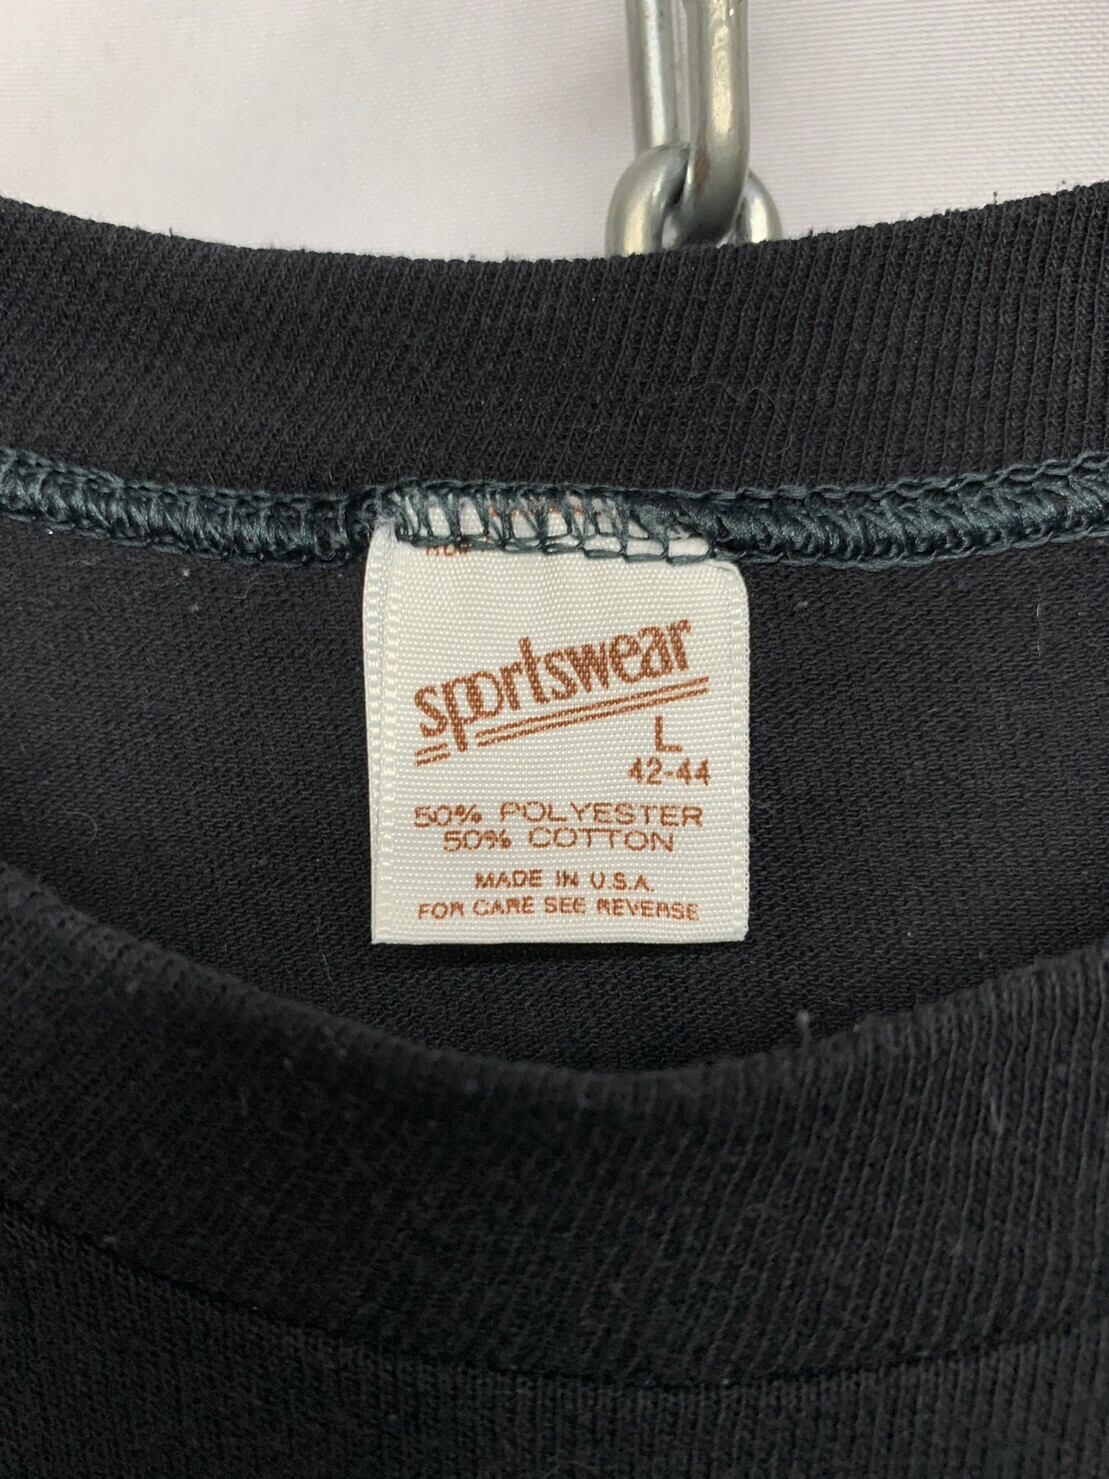 sportswear
L
42-44
50% POLYESTER
50% COTTON
MADE IN U.S.A.
FOR CARE SEE REVERSE